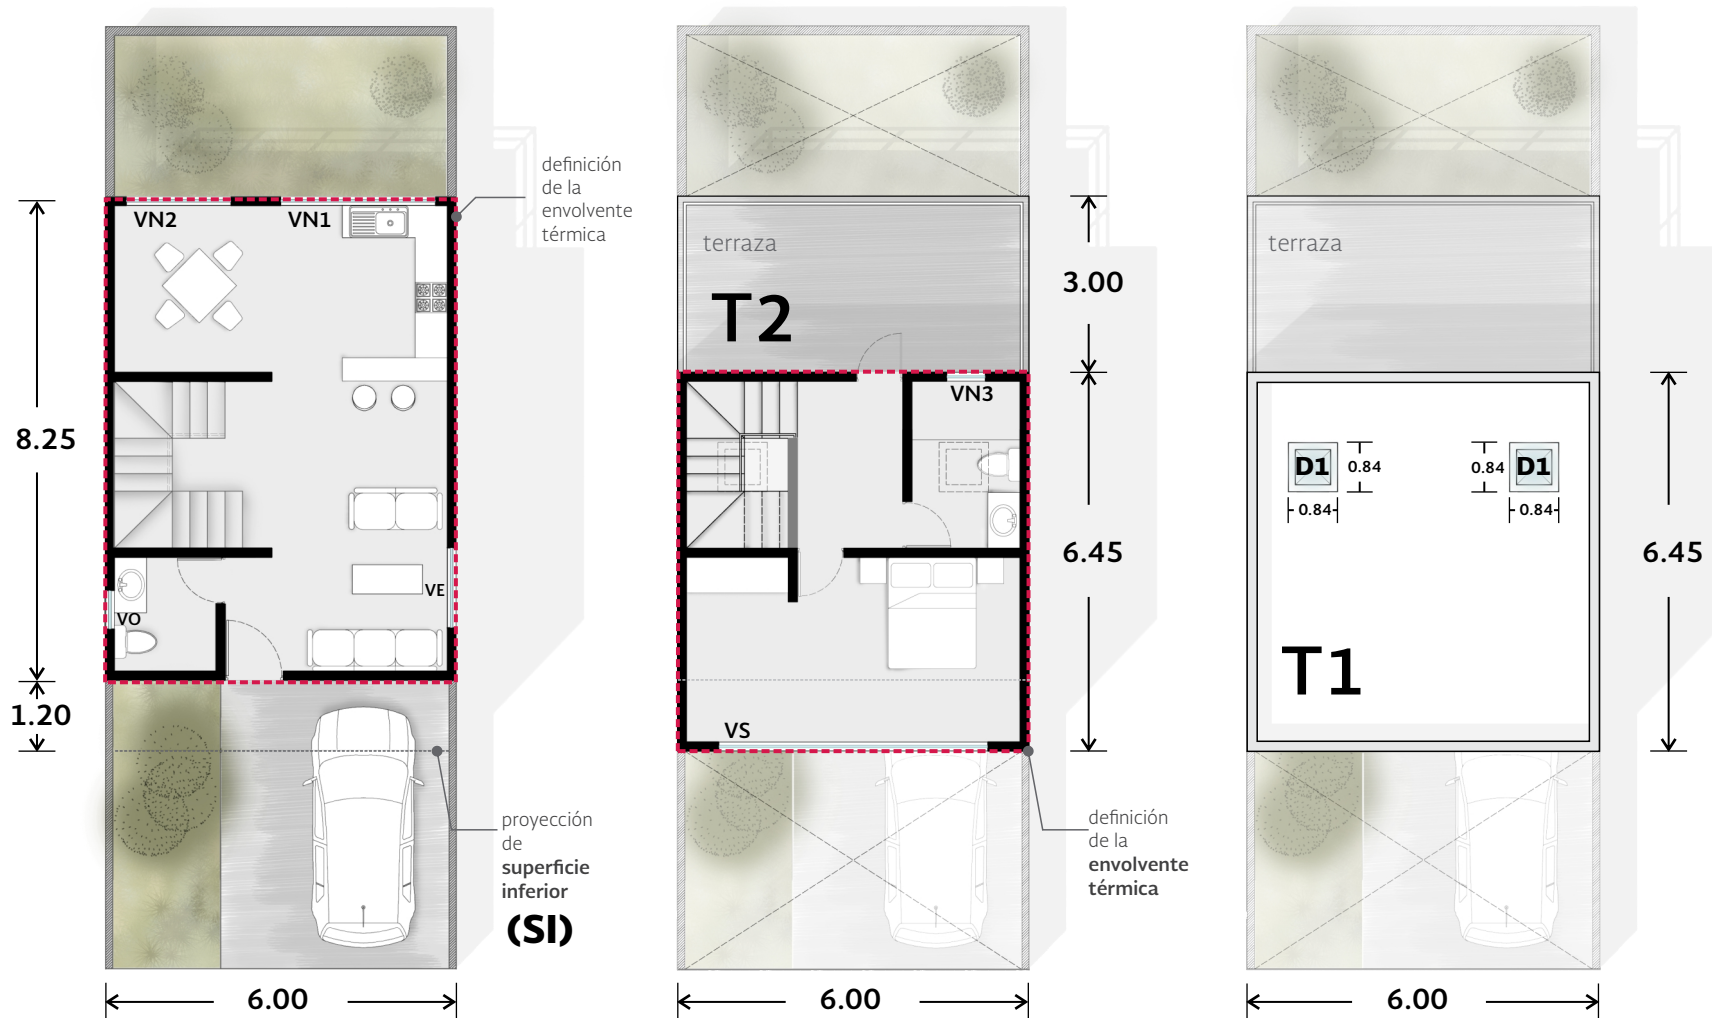 VN2
VN1
definición
de la
envolvente
térmica
8.25
VE
VO
1.20
proyección
de
superficie
inferior
(SI)
6.00
terraza
T2
3.00
VN3
6.45
VS
definición
de la
envolvente
térmica
6.00
terraza
D1
0.84
0.84
0.84
D1
0.84
6.45
T1
6.00